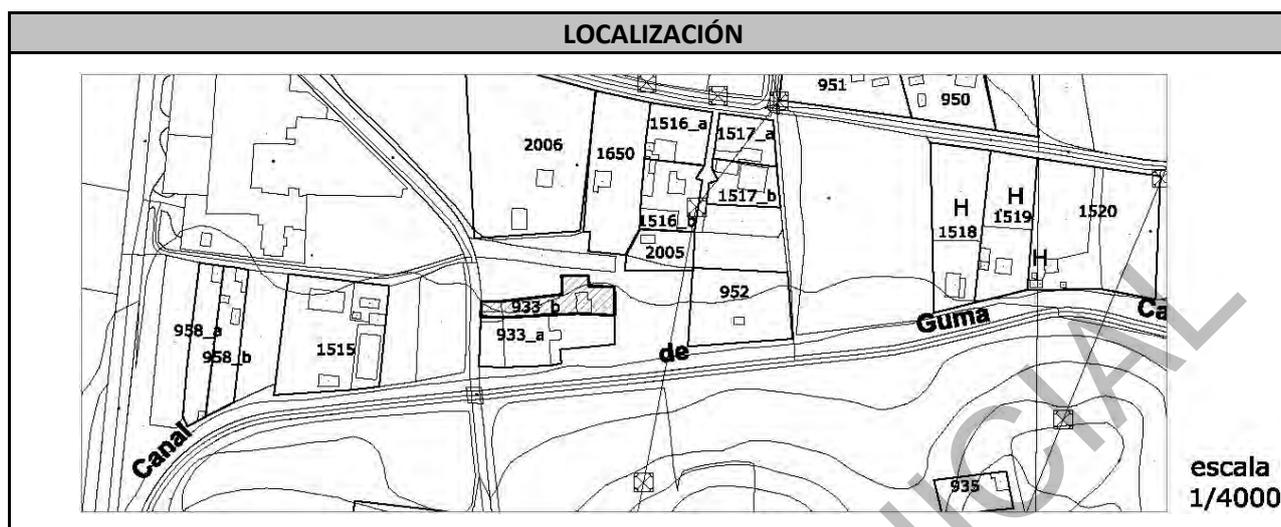 LOCALIZACIÓN
951
950
1516_a
1517_a
2006
1650
1517_b
1516_b
H
H
1519
1518
1520
2005
H
952
933_b
933_a
958_a
958_b
1515
Canal
de
Guma
Ca
935
escala
1/4000
CIAL